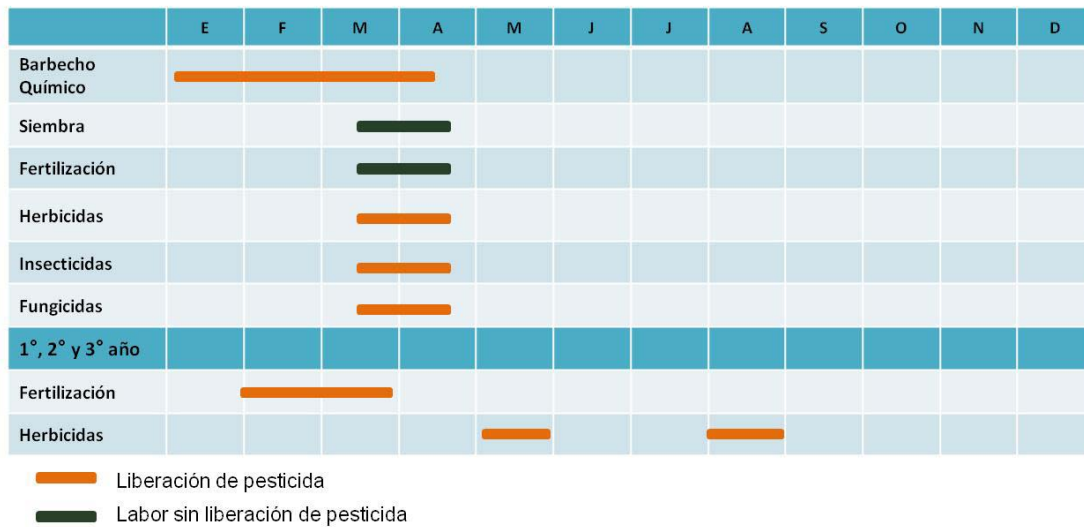 E F M A M J J A S O N D
Barbecho
Químico
Siembra
Fertilización
Herbicidas
Insecticidas
Fungicidas
1°, 2° y 3° año
Fertilización
Herbicidas
Liberación de pesticida
Labor sin liberación de pesticida